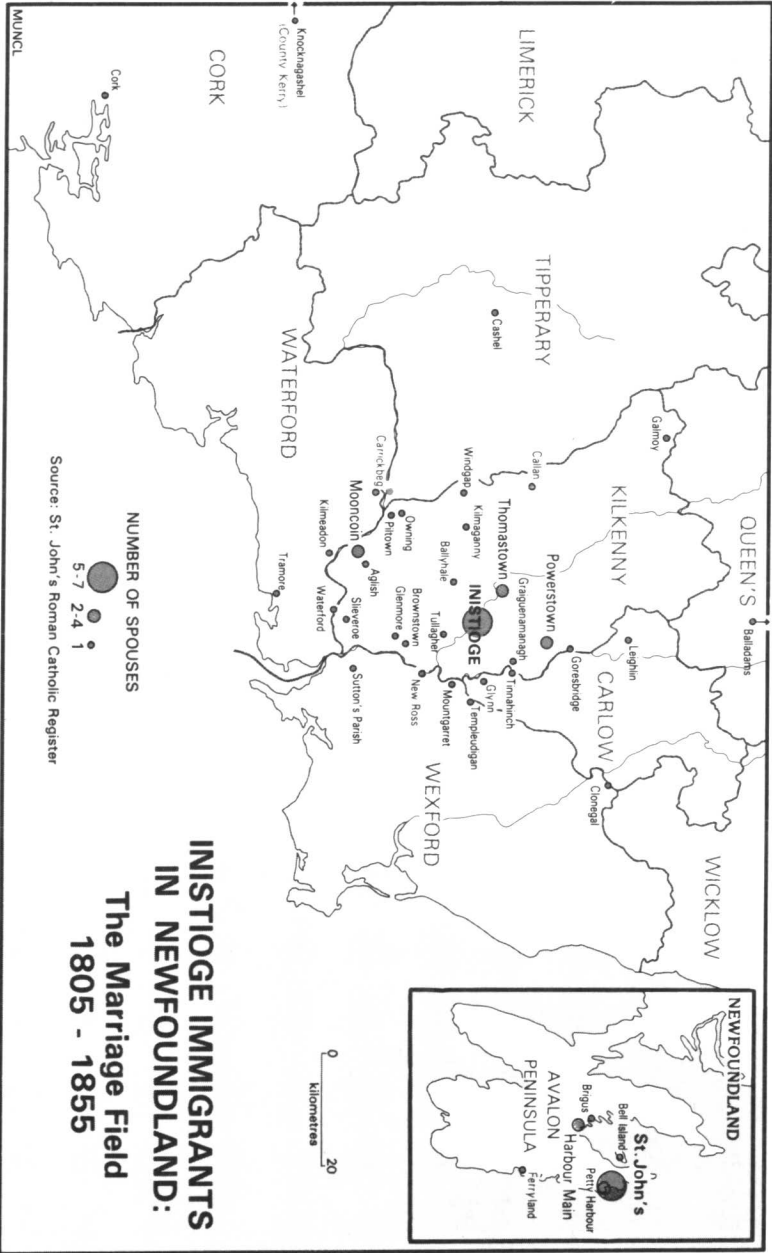 QUEEN'S
Balladams
Galmoy
KILKENNY
Leighlin
CARLOW
WICKLOW
Clonegal
Goresbridge
Powerstown
Graiguenamanagh
Tinnahinch
Thomastown
INISTIOGE
Glynn
Templeudigan
Mountgarret
Callan
Windgap
Kilmaganny
Ballyhale
Tullagher
Brownstown
Glenmore
New Ross
LIMERICK
TIPPERARY
Cashel
Knocknagashel
(County Kerry)
CORK
Cork
WATERFORD
Carrickbeg
Owning
Piltown
Mooncoin
Aglish
Kilmeadon
Slieveroe
Waterford
Tramore
Sutton's Parish
WEXFORD
NEWFOUNDLAND
St. John's
Bell Island
Petty Harbour
Brigus
Harbour Main
AVALON
PENINSULA
Ferryland
0 20
kilometres
NUMBER OF SPOUSES
5-7 2-4 1
Source: St. John's Roman Catholic Register
INISTIOGE IMMIGRANTS
IN NEWFOUNDLAND:
The Marriage Field
1805 - 1855
MUNCL